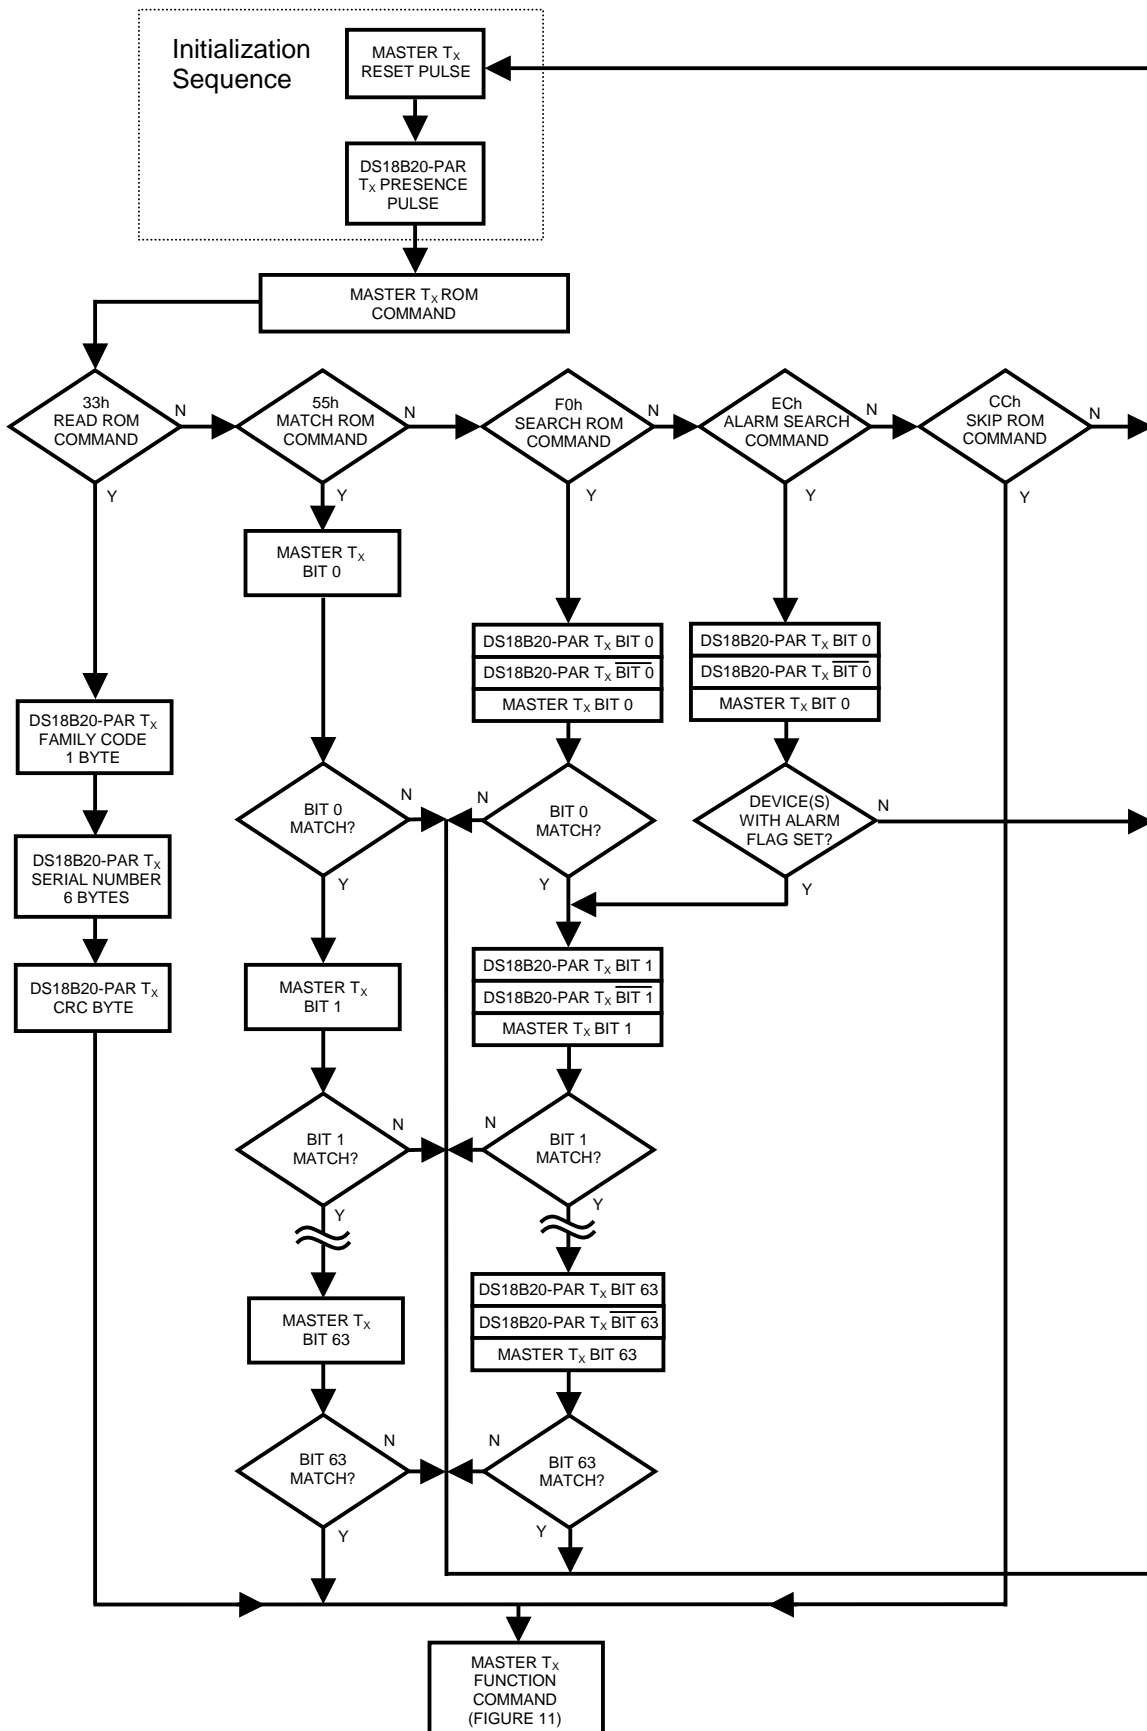 Initialization
Sequence
MASTER TX
RESET PULSE
DS18B20-PAR
TX PRESENCE
PULSE
MASTER TX ROM
COMMAND
33h
READ ROM
COMMAND
N
Y
55h
MATCH ROM
COMMAND
N
Y
F0h
SEARCH ROM
COMMAND
N
Y
ECh
ALARM SEARCH
COMMAND
N
Y
CCh
SKIP ROM
COMMAND
N
Y
MASTER TX
BIT 0
DS18B20-PAR TX BIT 0
DS18B20-PAR TX BIT 0
MASTER TX BIT 0
DS18B20-PAR TX BIT 0
DS18B20-PAR TX BIT 0
MASTER TX BIT 0
DS18B20-PAR TX
FAMILY CODE
1 BYTE
BIT 0
MATCH?
N
Y
BIT 0
MATCH?
N
Y
DEVICE(S)
WITH ALARM
FLAG SET?
N
Y
DS18B20-PAR TX
SERIAL NUMBER
6 BYTES
DS18B20-PAR TX
CRC BYTE
MASTER TX
BIT 1
DS18B20-PAR TX BIT 1
DS18B20-PAR TX BIT 1
MASTER TX BIT 1
BIT 1
MATCH?
N
Y
BIT 1
MATCH?
N
Y
MASTER TX
BIT 63
DS18B20-PAR TX BIT 63
DS18B20-PAR TX BIT 63
MASTER TX BIT 63
BIT 63
MATCH?
N
Y
BIT 63
MATCH?
N
Y
MASTER TX
FUNCTION
COMMAND
(FIGURE 11)